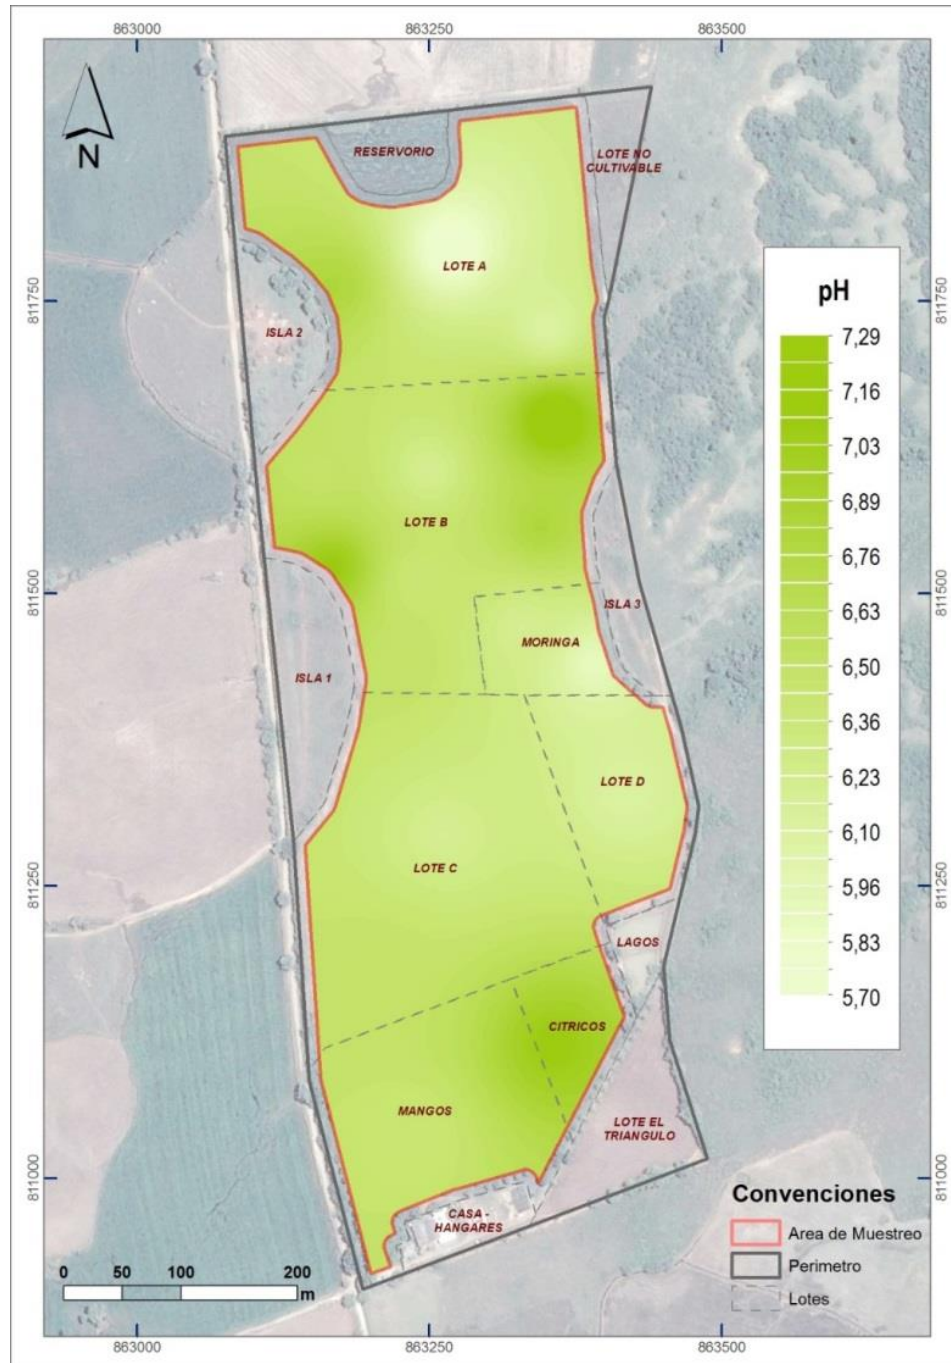 863000
863250
863500
N
RESERVORIO
LOTE NO
CULTIVABLE
LOTE A
ISLA 2
LOTE B
ISLA 3
MORINGA
ISLA 1
LOTE D
LOTE C
LAGOS
CITRICOS
MANGOS
LOTE EL
TRIANGULO
CASA -
HANGARES
811750
811500
811250
811000
811750
811500
811250
811000
pH
7,29
7,16
7,03
6,89
6,76
6,63
6,50
6,36
6,23
6,10
5,96
5,83
5,70
Convenciones
Area de Muestreo
Perimetro
Lotes
0 50 100 200
m
863000
863250
863500